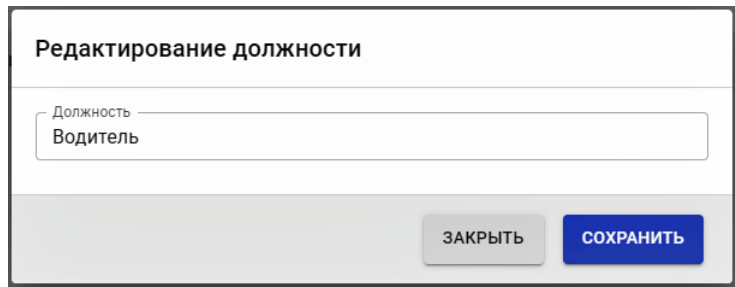 Редактирование должности
Должность
Водитель
ЗАКРЫТЬ
СОХРАНИТЬ